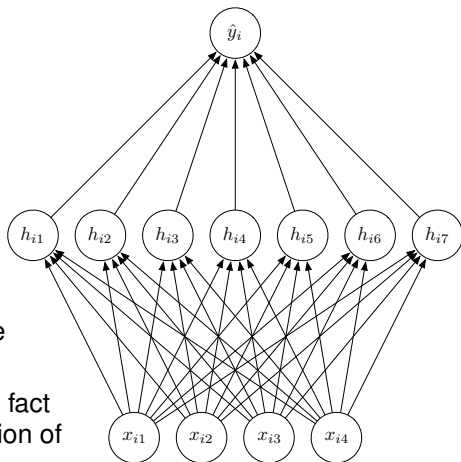 ŷᵢ
hᵢ₁ hᵢ₂ hᵢ₃ hᵢ₄ hᵢ₅ hᵢ₆ hᵢ₇
e
fact
ion of
xᵢ₁ xᵢ₂ xᵢ₃ xᵢ₄